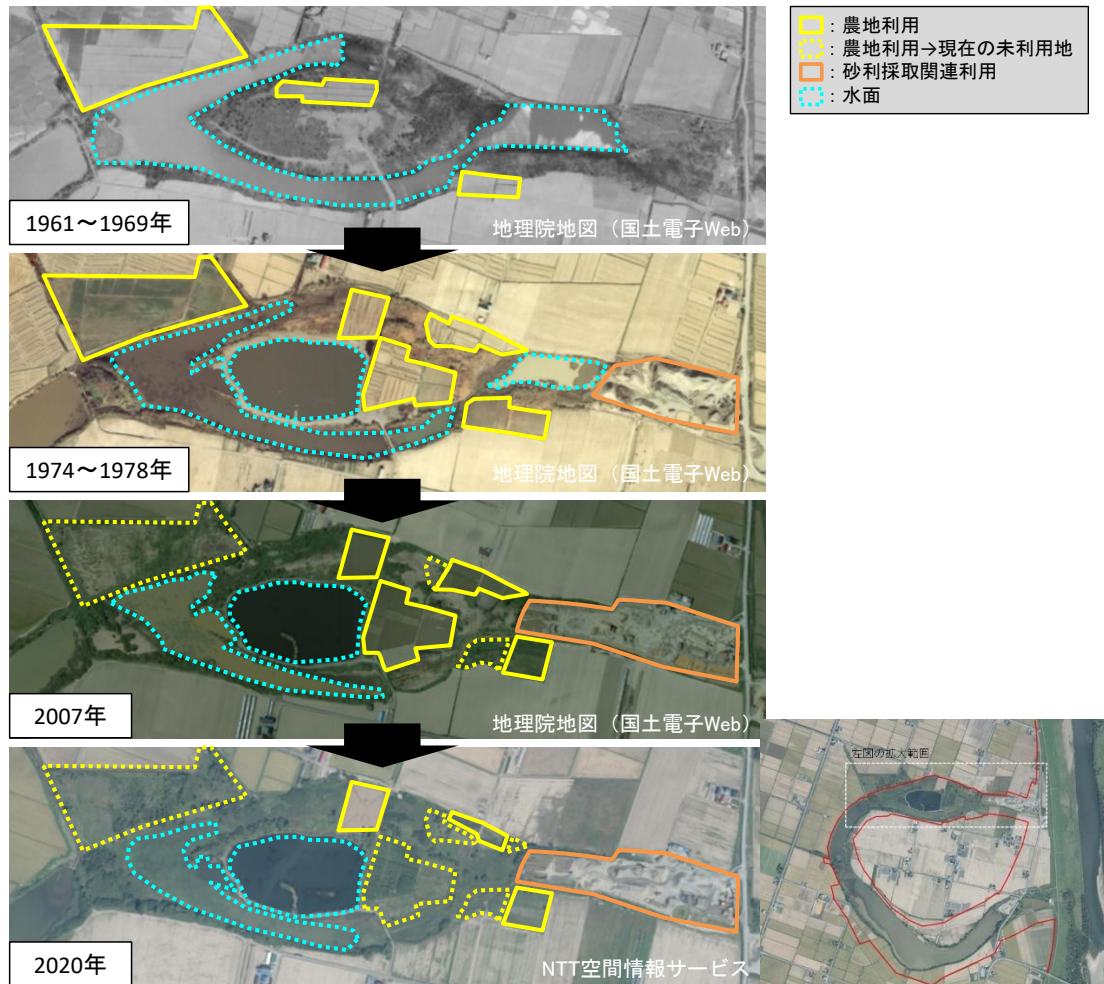 ：農地利用
：農地利用→現在の未利用地
：砂利採取関連利用
：水面
1961～1969年
地理院地図（国土電子Web）
1974～1978年
地理院地図（国土電子Web）
2007年
地理院地図（国土電子Web）
左図の拡大範囲
2020年
NTT空間情報サービス